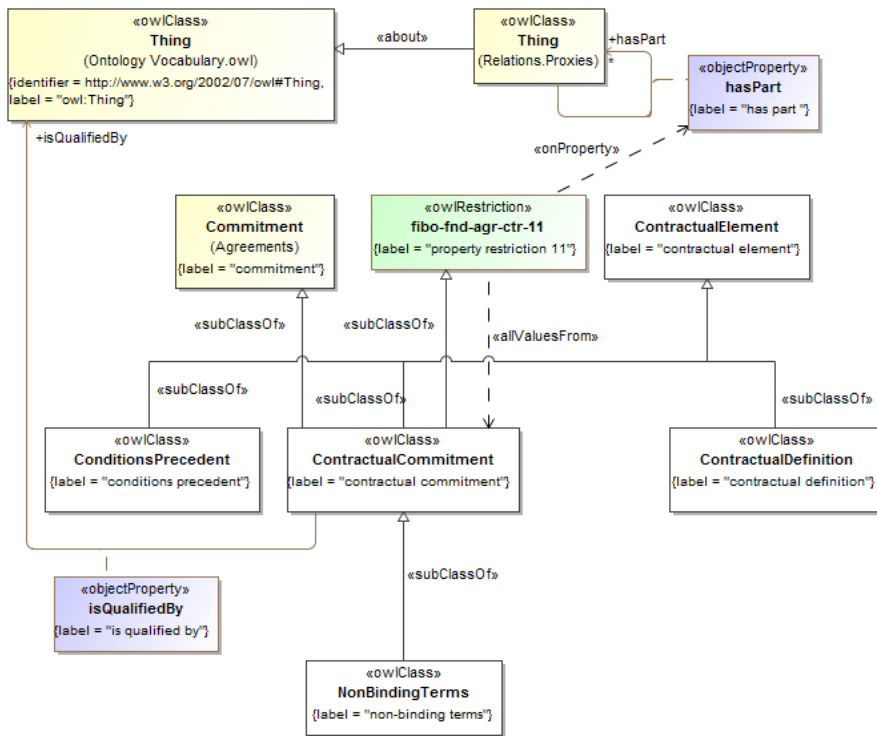 «owlClass»
Thing
(Ontology Vocabulary.owl)
{identifier = http://www.w3.org/2002/07/owl#Thing,
label = "owl:Thing"}
«about»
«owlClass»
Thing
(Relations.Proxies)
+hasPart
*
«objectProperty»
hasPart
{label = "has part "}
+isQualifiedBy
«onProperty»
«owlClass»
Commitment
(Agreements)
{label = "commitment"}
«owlRestriction»
fibo-fnd-agr-ctr-11
{label = "property restriction 11"}
«owlClass»
ContractualElement
{label = "contractual element"}
«subClassOf»
«subClassOf»
«allValuesFrom»
«subClassOf»
«subClassOf»
«subClassOf»
«owlClass»
ConditionsPrecedent
{label = "conditions precedent"}
«owlClass»
ContractualCommitment
{label = "contractual commitment"}
«owlClass»
ContractualDefinition
{label = "contractual definition"}
«objectProperty»
isQualifiedBy
{label = "is qualified by"}
«subClassOf»
«owlClass»
NonBindingTerms
{label = "non-binding terms"}